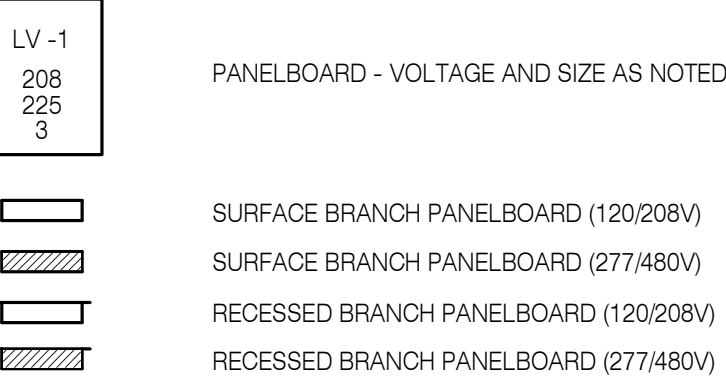 LV -1
208
225
3
PANELBOARD - VOLTAGE AND SIZE AS NOTED
SURFACE BRANCH PANELBOARD (120/208V)
SURFACE BRANCH PANELBOARD (277/480V)
RECESSED BRANCH PANELBOARD (120/208V)
RECESSED BRANCH PANELBOARD (277/480V)